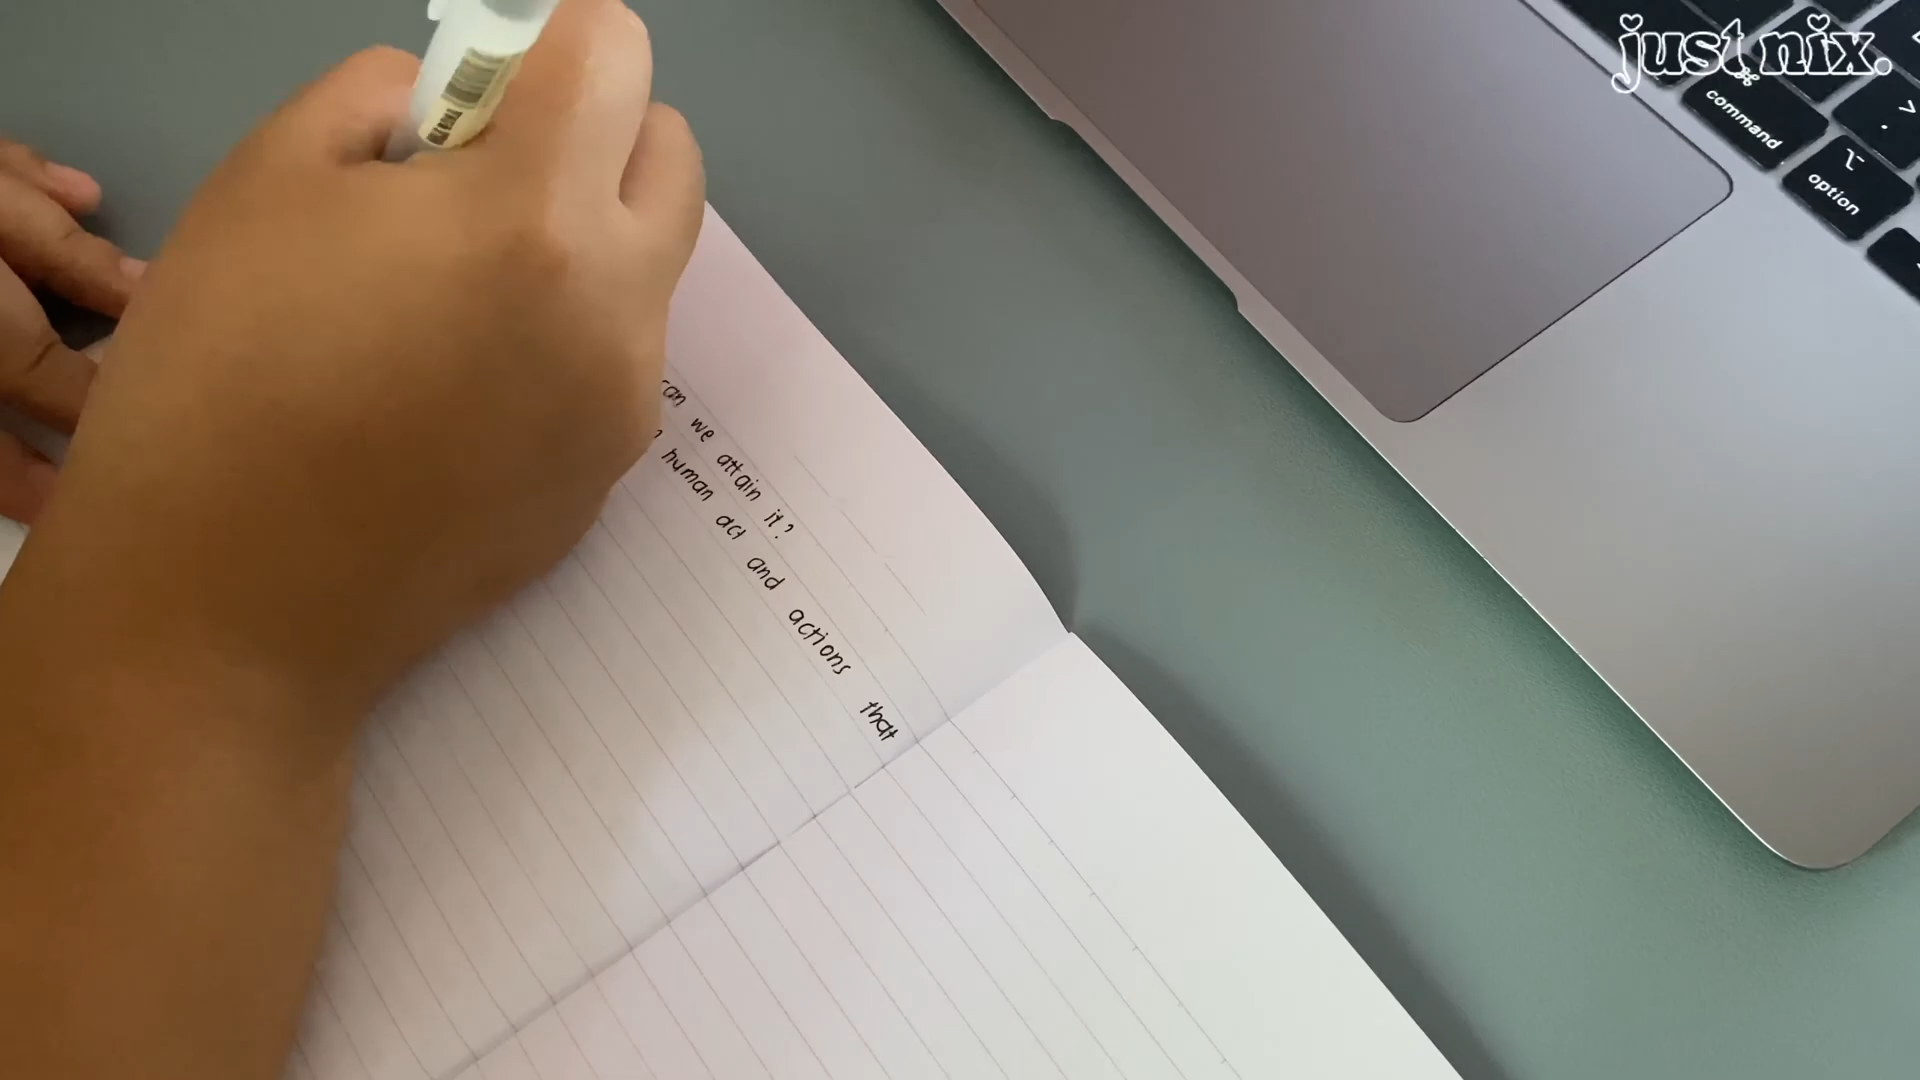 just nix.
command
option
can we attain it?
human act and actions that